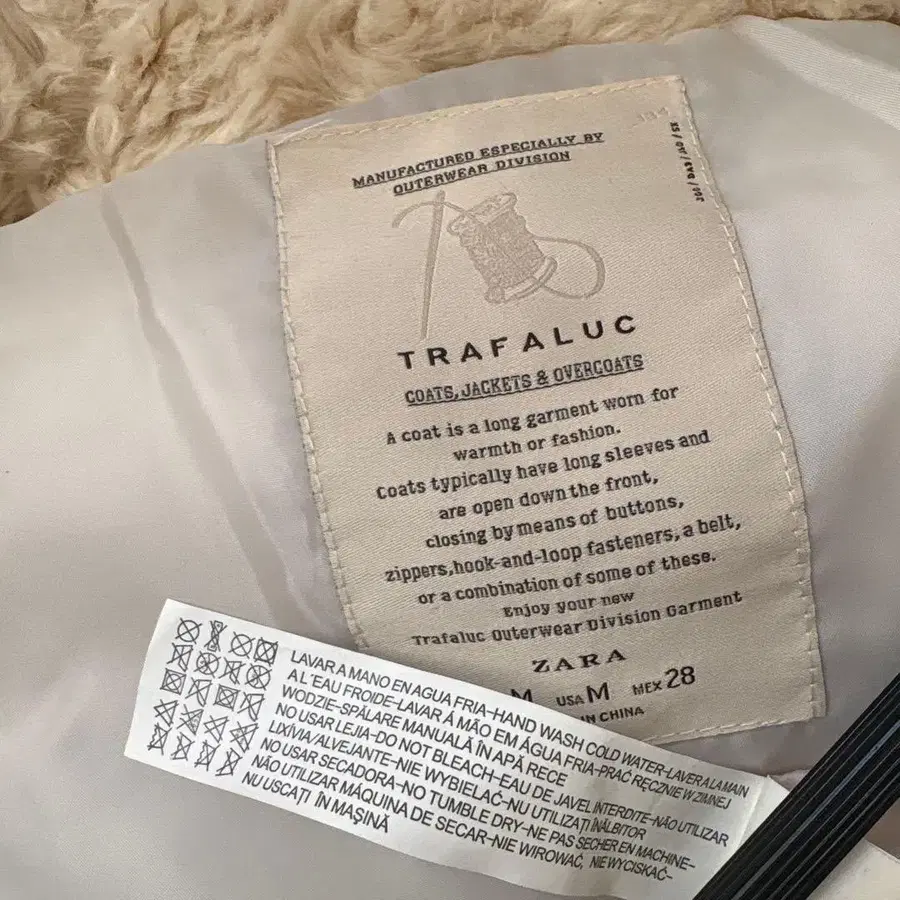 MANUFACTURED ESPECIALLY BY
OUTERWEAR DIVISION
TRAFALUC
COATS, JACKETS & OVERCOATS
A coat is a long garment worn for
warmth or fashion.
Coats typically have long sleeves and
are open down the front,
closing by means of buttons,
zippers,hook-and-loop fasteners, a belt,
or a combination of some of these.
Enjoy your new
Trafaluc Outerwear Division Garment
ZARA
M USA M MEX 28
IN CHINA
LAVAR A MANO EN AGUA FRIA-HAND WASH COLD WATER-LAVER A LA MAIN
A L'EAU FROIDE-LAVAR Á MÃO EM ÁGUA FRIA-PRAĆ RĘCZNIE W ZIMNEJ
WODZIE-SPĂLARE MANUALĂ ÎN APĂ RECE
NO USAR LEJIA-DO NOT BLEACH-EAU DE JAVEL INTERDITE-NÃO UTILIZAR
LIXÍVIA/ALVEJANTE-NIE WYBIELAĆ-NU UTILIZAȚI ÎNĂLBITOR
NO USAR SECADORA-NO TUMBLE DRY-NE PAS SECHER EN MACHINE-
NÃO UTILIZAR MÁQUINA DE SECAR-NIE WIROWAĆ, NIE WYCISKAĆ-
NU USCAȚI ÎN MAȘINĂ